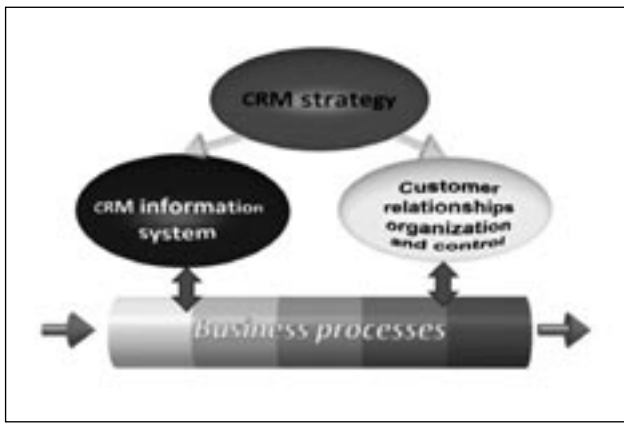 CRM strategy
CRM information
system
Customer
relationships
organization
and control
Business processes